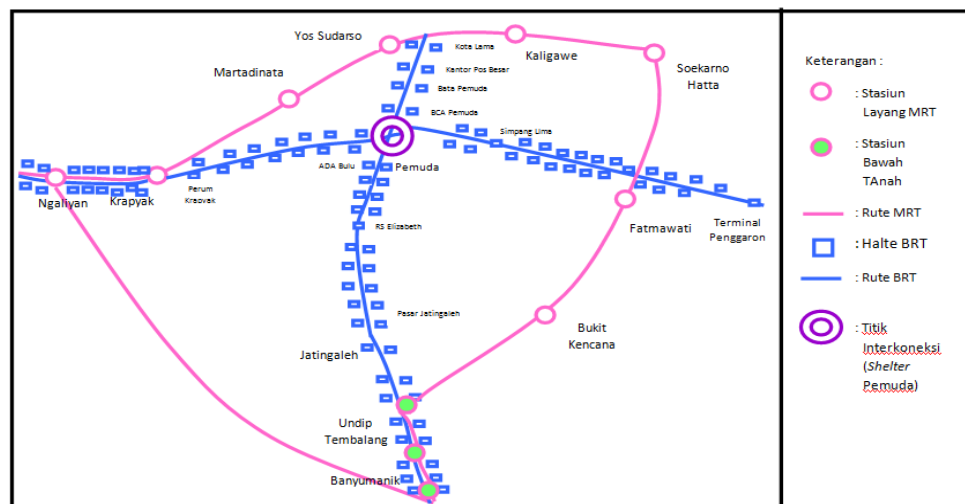 Yos Sudarso
Kota Lama
Kaligawe
Soekarno
Hatta
Martadinata
Kantor Pos Besar
Bata Pemuda
BCA Pemuda
Simpang Lima
ADA Bulu
Pemuda
Ngaliyan
Krapyak
Perum
Krapyak
RS Elizabeth
Fatmawati
Terminal
Penggaron
Pasar Jatingaleh
Bukit
Kencana
Jatingaleh
Undip
Tembalang
Banyumanik
Keterangan :
: Stasiun
Layang MRT
: Stasiun
Bawah
TAnah
: Rute MRT
: Halte BRT
: Rute BRT
: Titik
Interkoneksi
(Shelter
Pemuda)